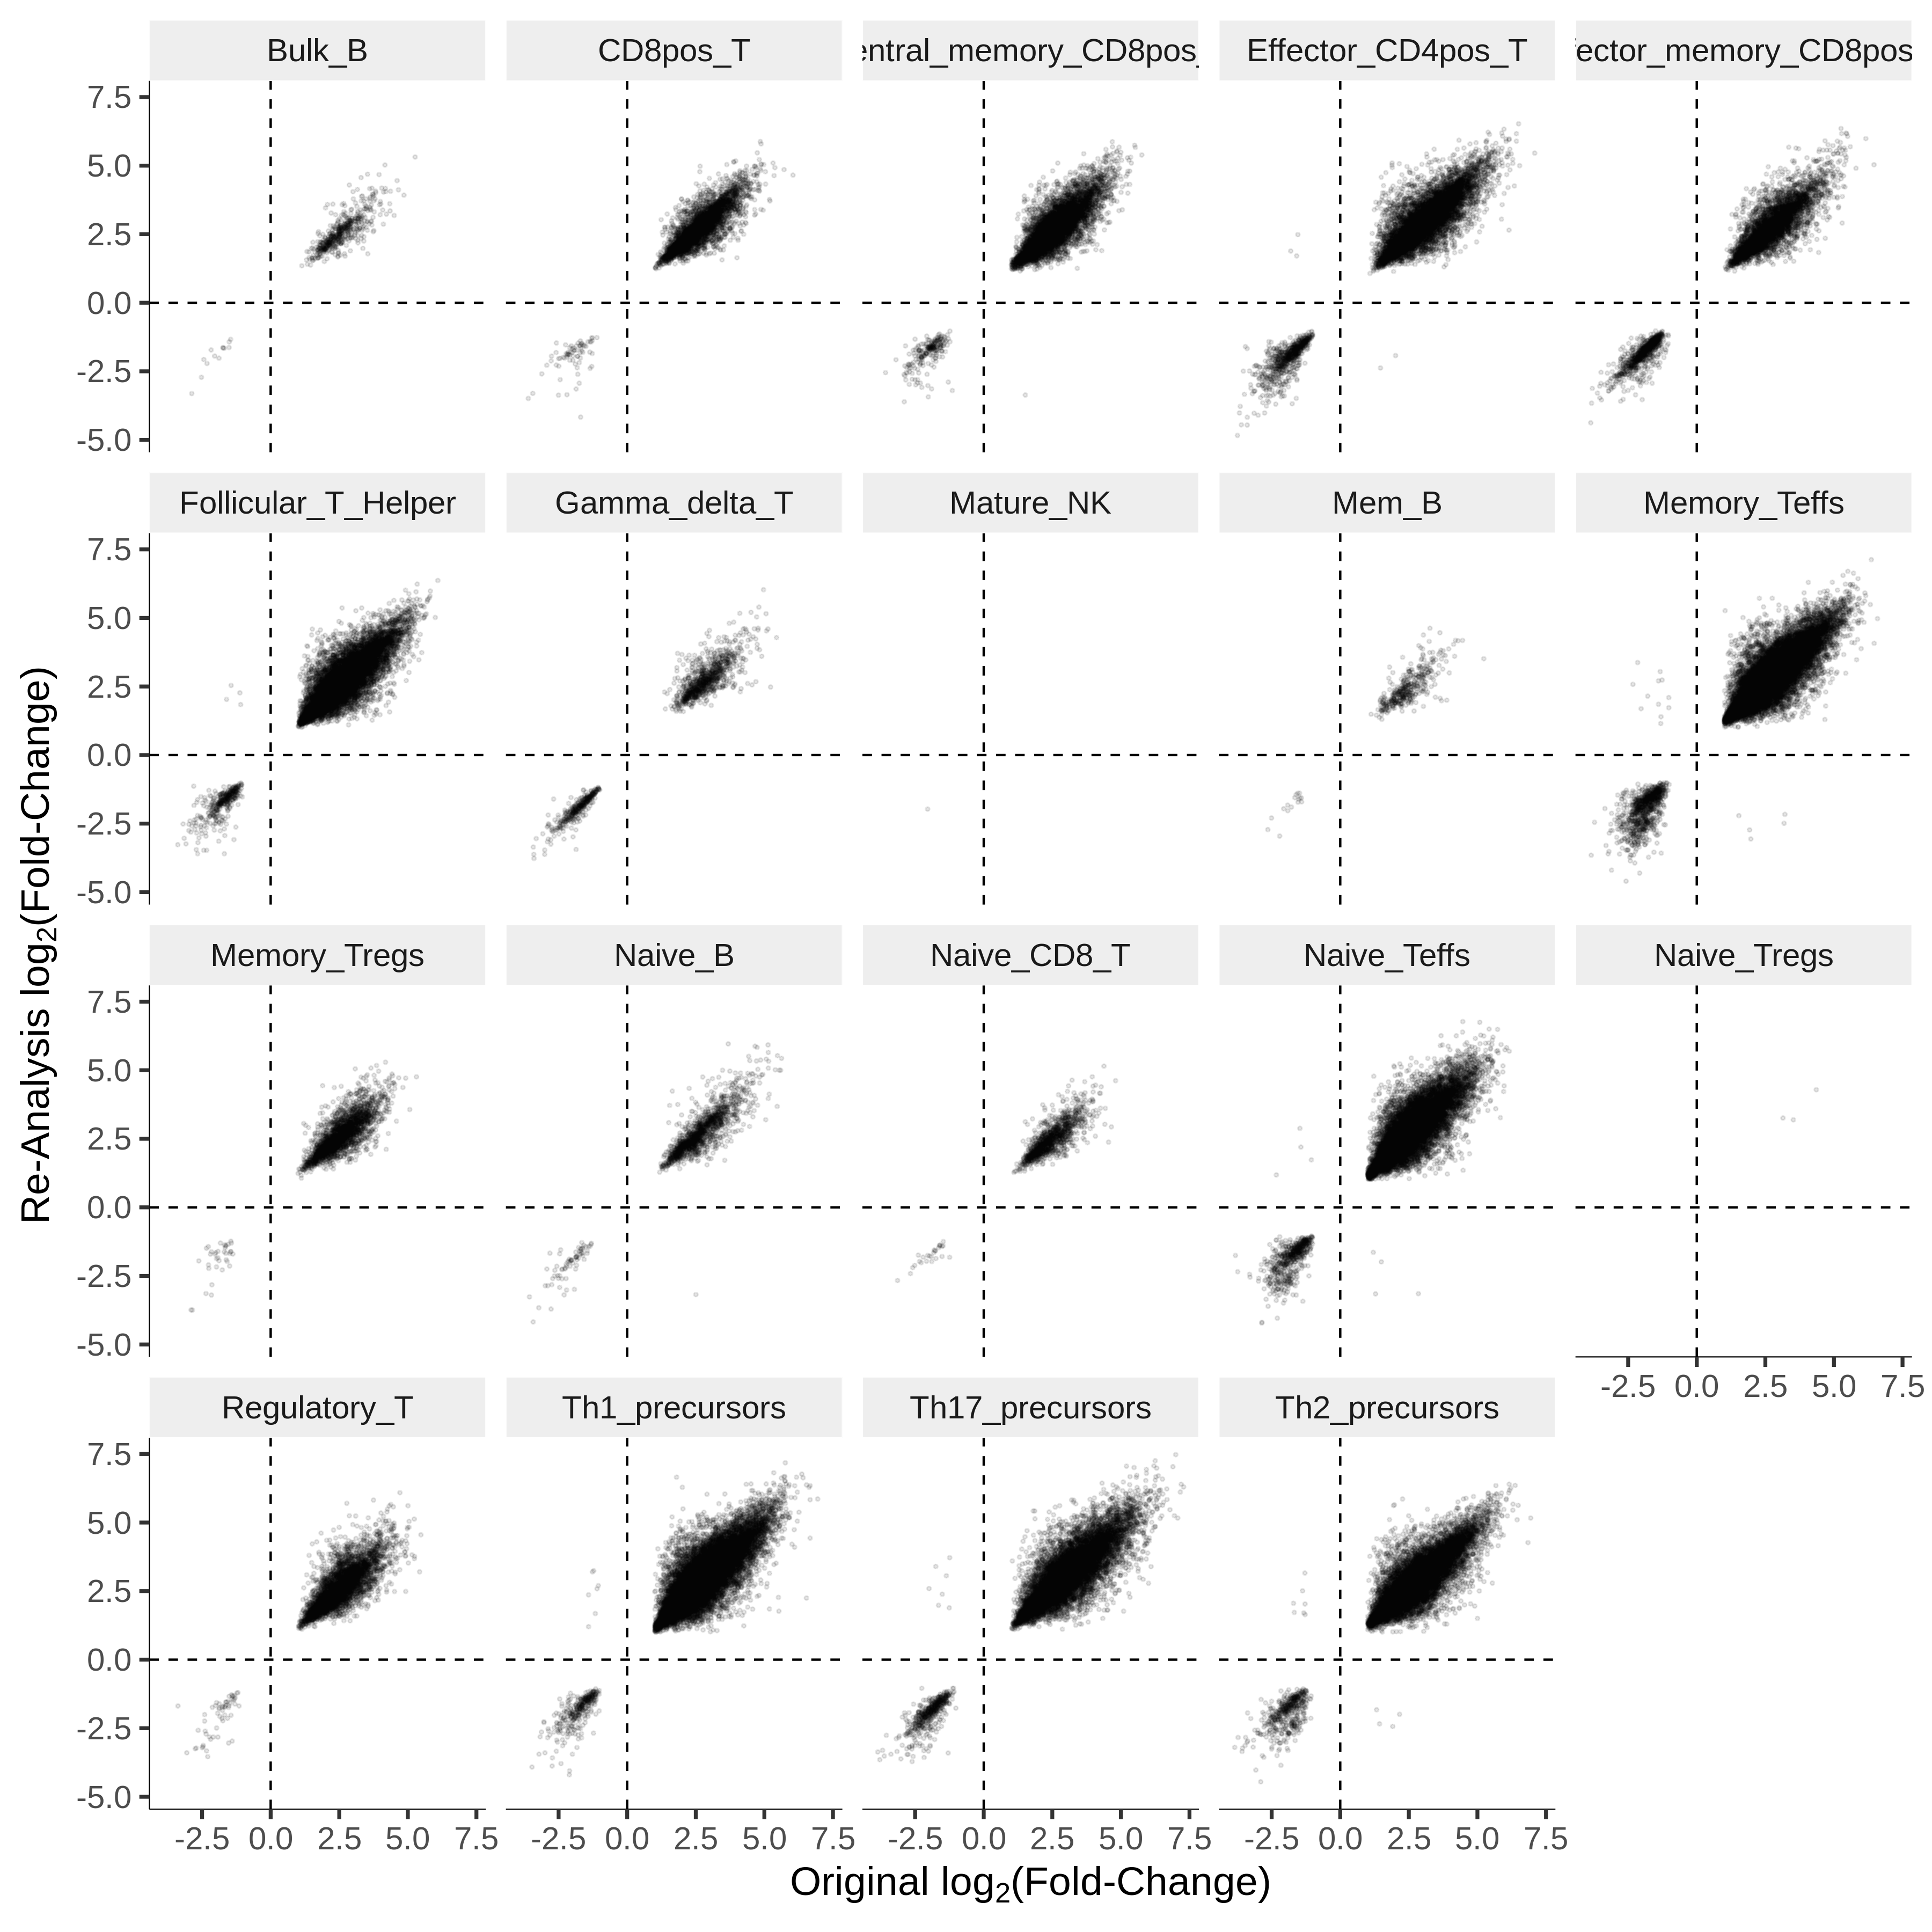 Bulk_B
CD8pos_T
entral_memory_CD8pos_
Effector_CD4pos_T
fector_memory_CD8pos
7.5
5.0
2.5
0.0
-2.5
-5.0
Follicular_T_Helper
Gamma_delta_T
Mature_NK
Mem_B
Memory_Teffs
7.5
5.0
2.5
0.0
-2.5
-5.0
Memory_Tregs
Naive_B
Naive_CD8_T
Naive_Teffs
Naive_Tregs
7.5
5.0
2.5
0.0
-2.5
-5.0
-2.5 0.0 2.5 5.0 7.5
Regulatory_T
Th1_precursors
Th17_precursors
Th2_precursors
7.5
5.0
2.5
0.0
-2.5
-5.0
-2.5 0.0 2.5 5.0 7.5
-2.5 0.0 2.5 5.0 7.5
-2.5 0.0 2.5 5.0 7.5
-2.5 0.0 2.5 5.0 7.5
Original log2(Fold-Change)
Re-Analysis log2(Fold-Change)